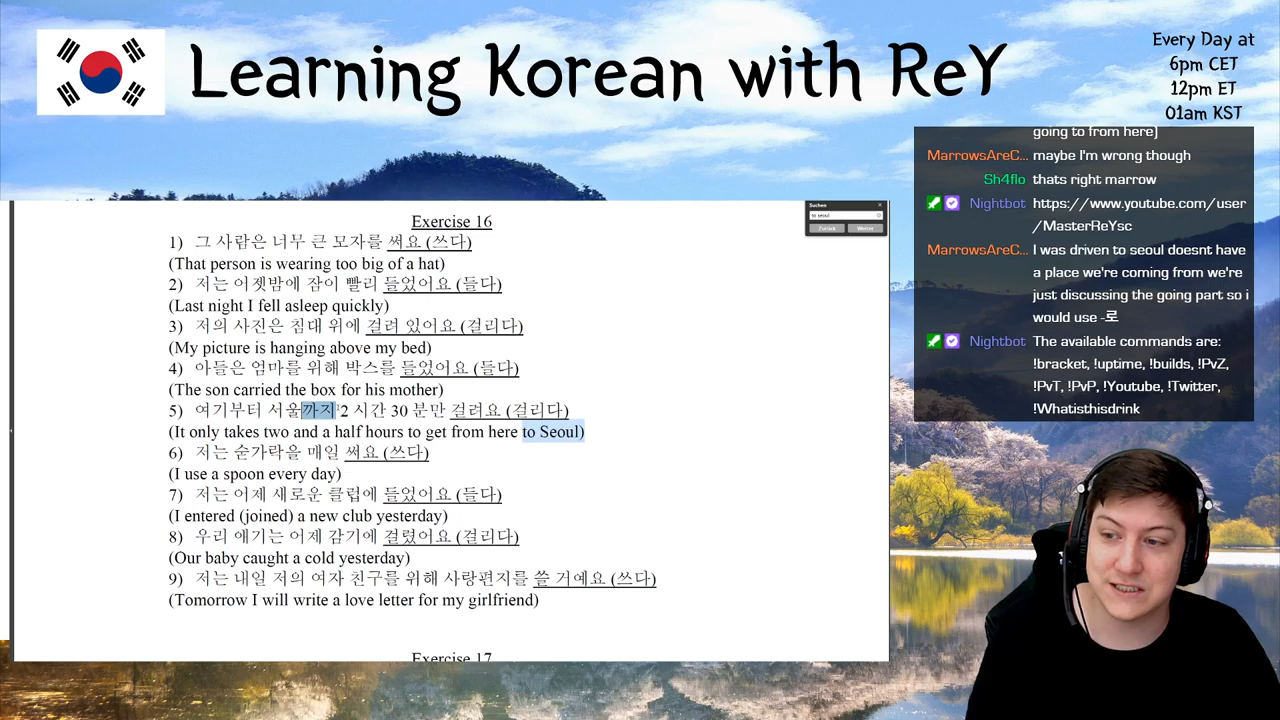 Learning Korean with ReY
Every Day at
6pm CET
12pm ET
01am KST
Exercise 16
1) 그 사람은 너무 큰 모자를 써요 (쓰다)
(That person is wearing too big of a hat)
2) 저는 어젯밤에 잠이 빨리 들었어요 (들다)
(Last night I fell asleep quickly)
3) 저의 사진은 침대 위에 걸려 있어요 (걸리다)
(My picture is hanging above my bed)
4) 아들은 엄마를 위해 박스를 들었어요 (들다)
(The son carried the box for his mother)
5) 여기부터 서울까지 2 시간 30 분만 걸려요 (걸리다)
(It only takes two and a half hours to get from here to Seoul)
6) 저는 숟가락을 매일 써요 (쓰다)
(I use a spoon every day)
7) 저는 어제 새로운 클럽에 들었어요 (들다)
(I entered (joined) a new club yesterday)
8) 우리 애기는 어제 감기에 걸렸어요 (걸리다)
(Our baby caught a cold yesterday)
9) 저는 내일 저의 여자 친구를 위해 사랑편지를 쓸 거예요 (쓰다)
(Tomorrow I will write a love letter for my girlfriend)
Exercise 17
Suchen
to seoul
Zurück Weiter
going to from here)
MarrowsAreC... maybe I'm wrong though
Sh4flo thats right marrow
Nightbot https://www.youtube.com/user
/MasterReYsc
MarrowsAreC... I was driven to seoul doesnt have
a place we're coming from we're
just discussing the going part so i
would use -로
Nightbot The available commands are:
!bracket, !uptime, !builds, !PvZ,
!PvT, !PvP, !Youtube, !Twitter,
!Whatisthisdrink